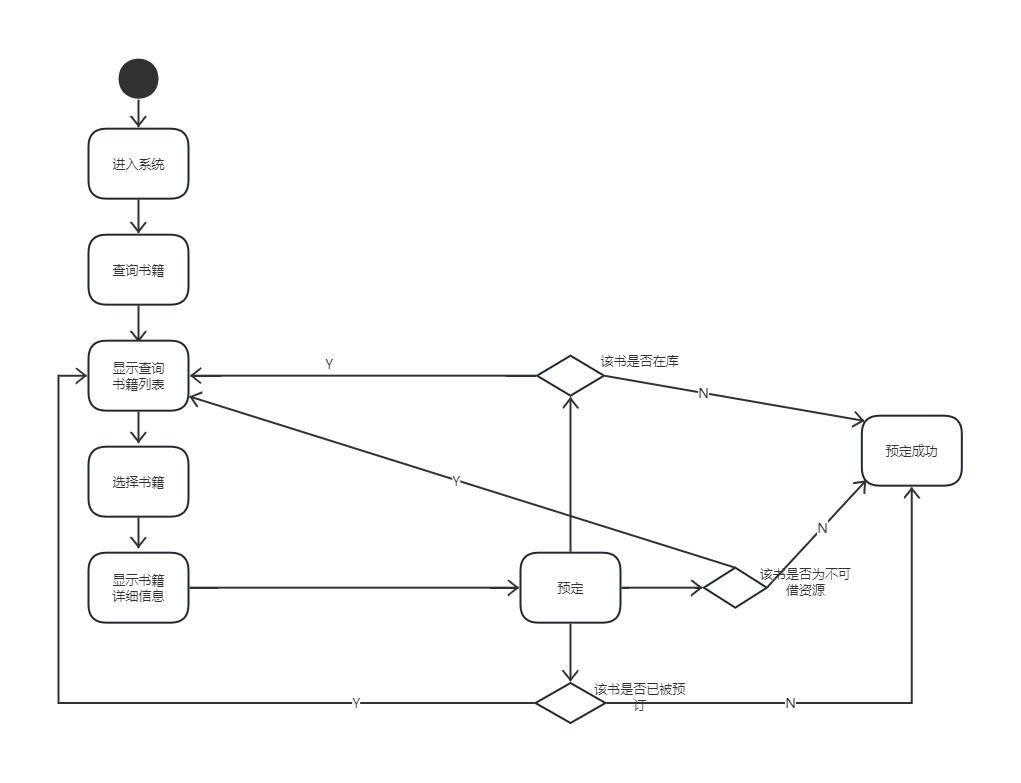 进入系统
查询书籍
显示查询
书籍列表
Y
该书是否在库
N
预定成功
选择书籍
Y
N
显示书籍
详细信息
预定
该书是否为不可
借资源
该书是否已被预
订
Y
N